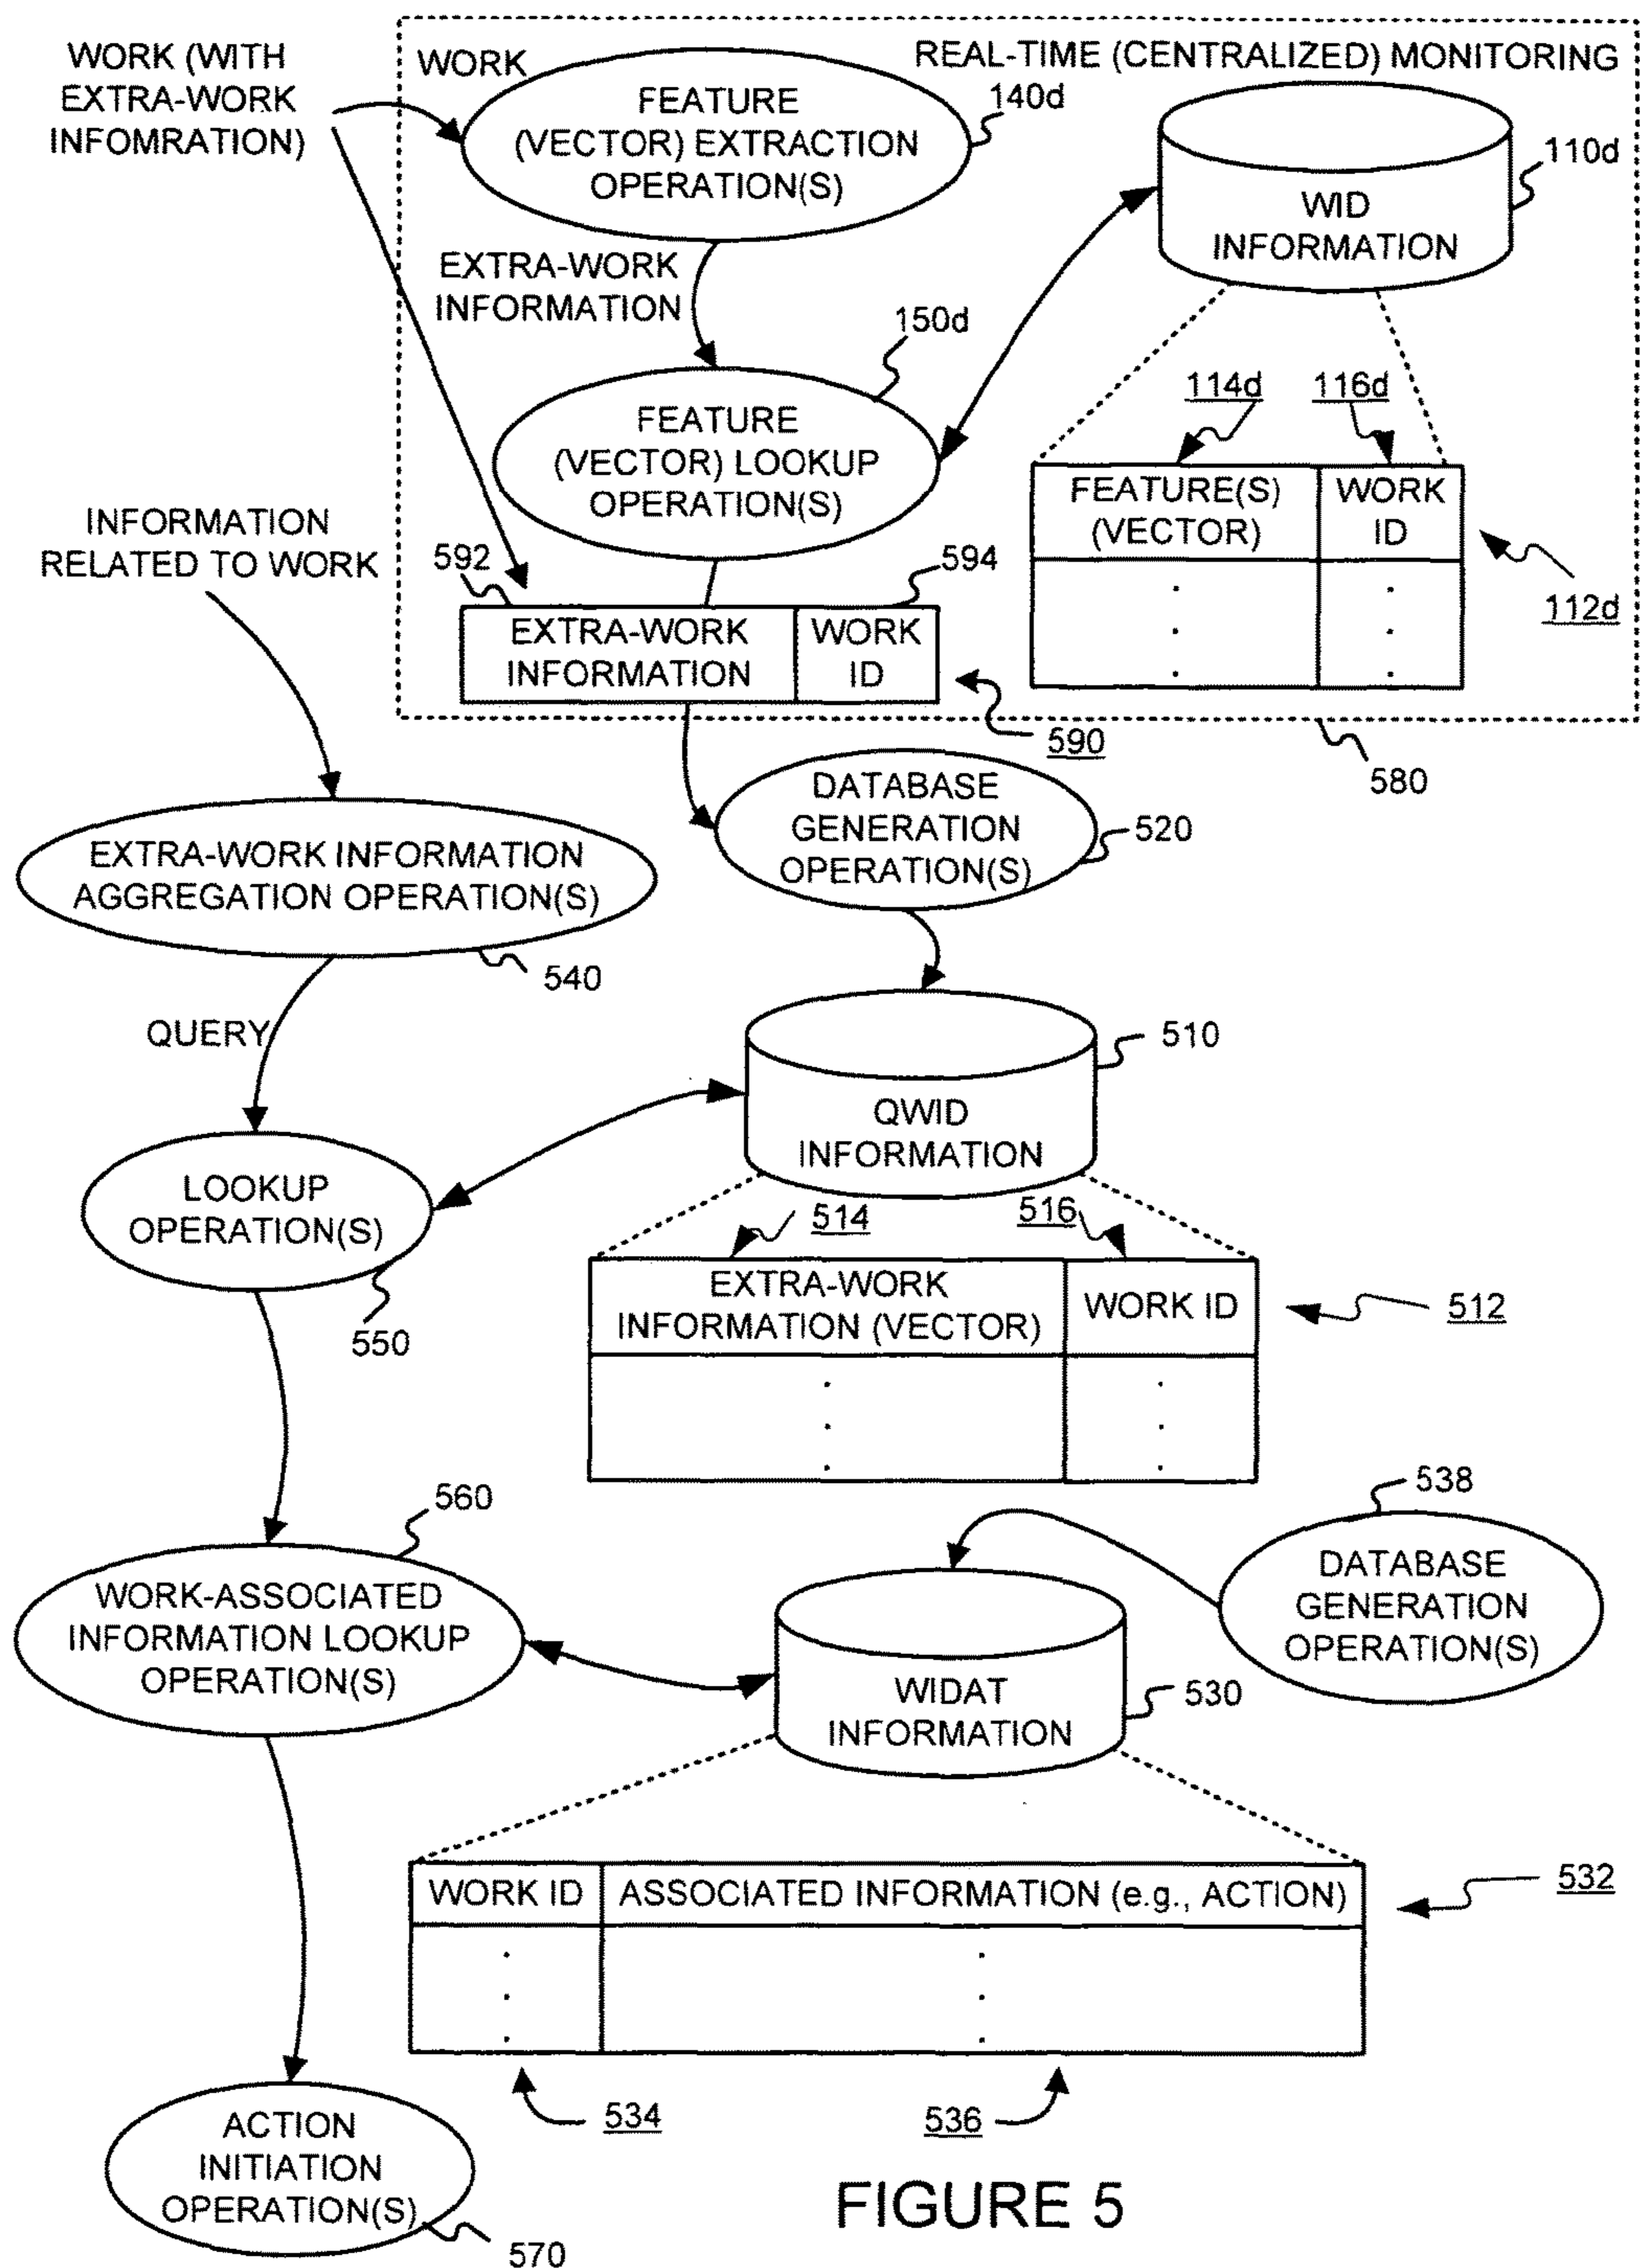 WORK (WITH
EXTRA-WORK
INFOMRATION)
WORK
REAL-TIME (CENTRALIZED) MONITORING
FEATURE
(VECTOR) EXTRACTION
OPERATION(S)
140d
110d
WID
INFORMATION
EXTRA-WORK
INFORMATION
150d
FEATURE
(VECTOR) LOOKUP
OPERATION(S)
114d
116d
FEATURE(S)
(VECTOR)
WORK
ID
.
.
.
.
.
.
112d
INFORMATION
RELATED TO WORK
592
594
EXTRA-WORK
INFORMATION
WORK
ID
590
580
DATABASE
GENERATION
OPERATION(S)
520
EXTRA-WORK INFORMATION
AGGREGATION OPERATION(S)
540
QUERY
510
QWID
INFORMATION
LOOKUP
OPERATION(S)
550
514
516
EXTRA-WORK
INFORMATION (VECTOR)
WORK ID
.
.
.
.
.
.
512
538
DATABASE
GENERATION
OPERATION(S)
560
WORK-ASSOCIATED
INFORMATION LOOKUP
OPERATION(S)
WIDAT
INFORMATION
530
WORK ID
ASSOCIATED INFORMATION (e.g., ACTION)
.
.
.
.
.
.
532
534
536
ACTION
INITIATION
OPERATION(S)
570
FIGURE 5